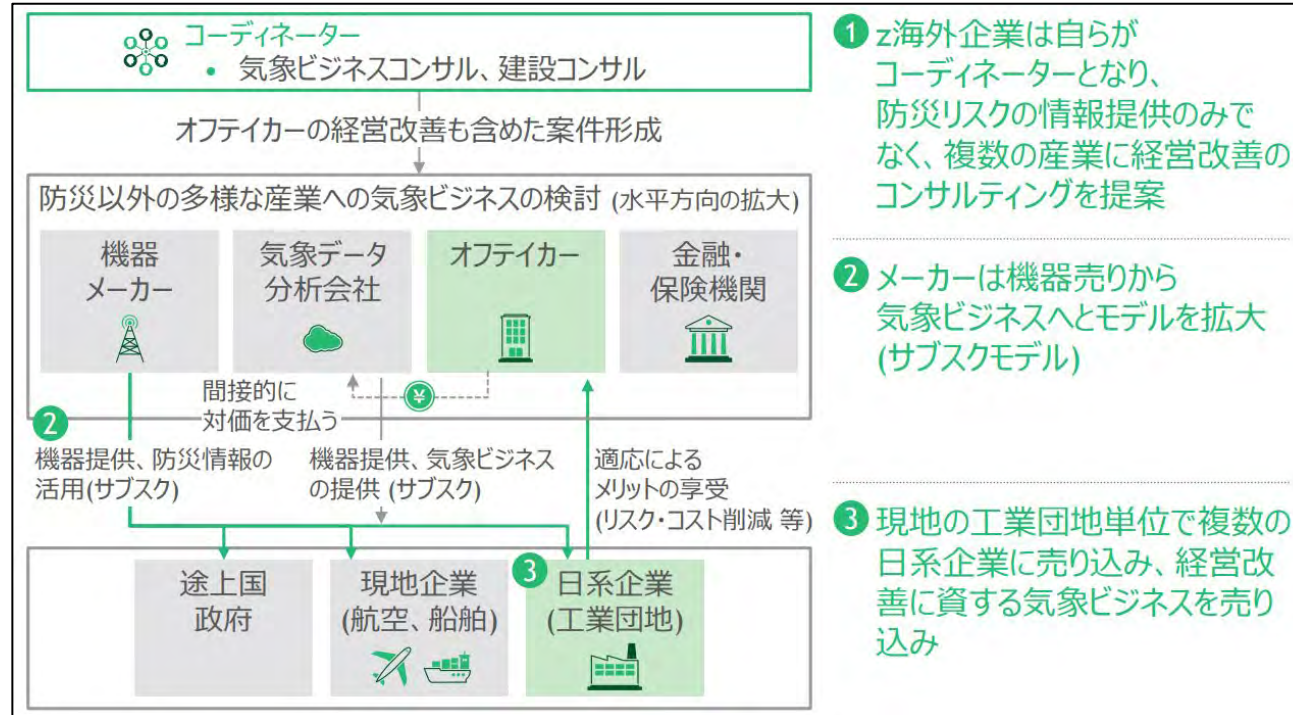 コーディネーター
• 気象ビジネスコンサル、建設コンサル
オフテイカーの経営改善も含めた案件形成
防災以外の多様な産業への気象ビジネスの検討 (水平方向の拡大)
機器
メーカー
気象データ
分析会社
オフテイカー
金融・
保険機関
間接的に
対価を支払う
¥
2
機器提供、防災情報の
活用(サブスク)
機器提供、気象ビジネス
の提供 (サブスク)
適応による
メリットの享受
(リスク・コスト削減 等)
途上国
政府
現地企業
(航空、船舶)
3
日系企業
(工業団地)
1 z海外企業は自らが
コーディネーターとなり、
防災リスクの情報提供のみで
なく、複数の産業に経営改善の
コンサルティングを提案
2 メーカーは機器売りから
気象ビジネスへとモデルを拡大
(サブスクモデル)
3 現地の工業団地単位で複数の
日系企業に売り込み、経営改
善に資する気象ビジネスを売り
込み